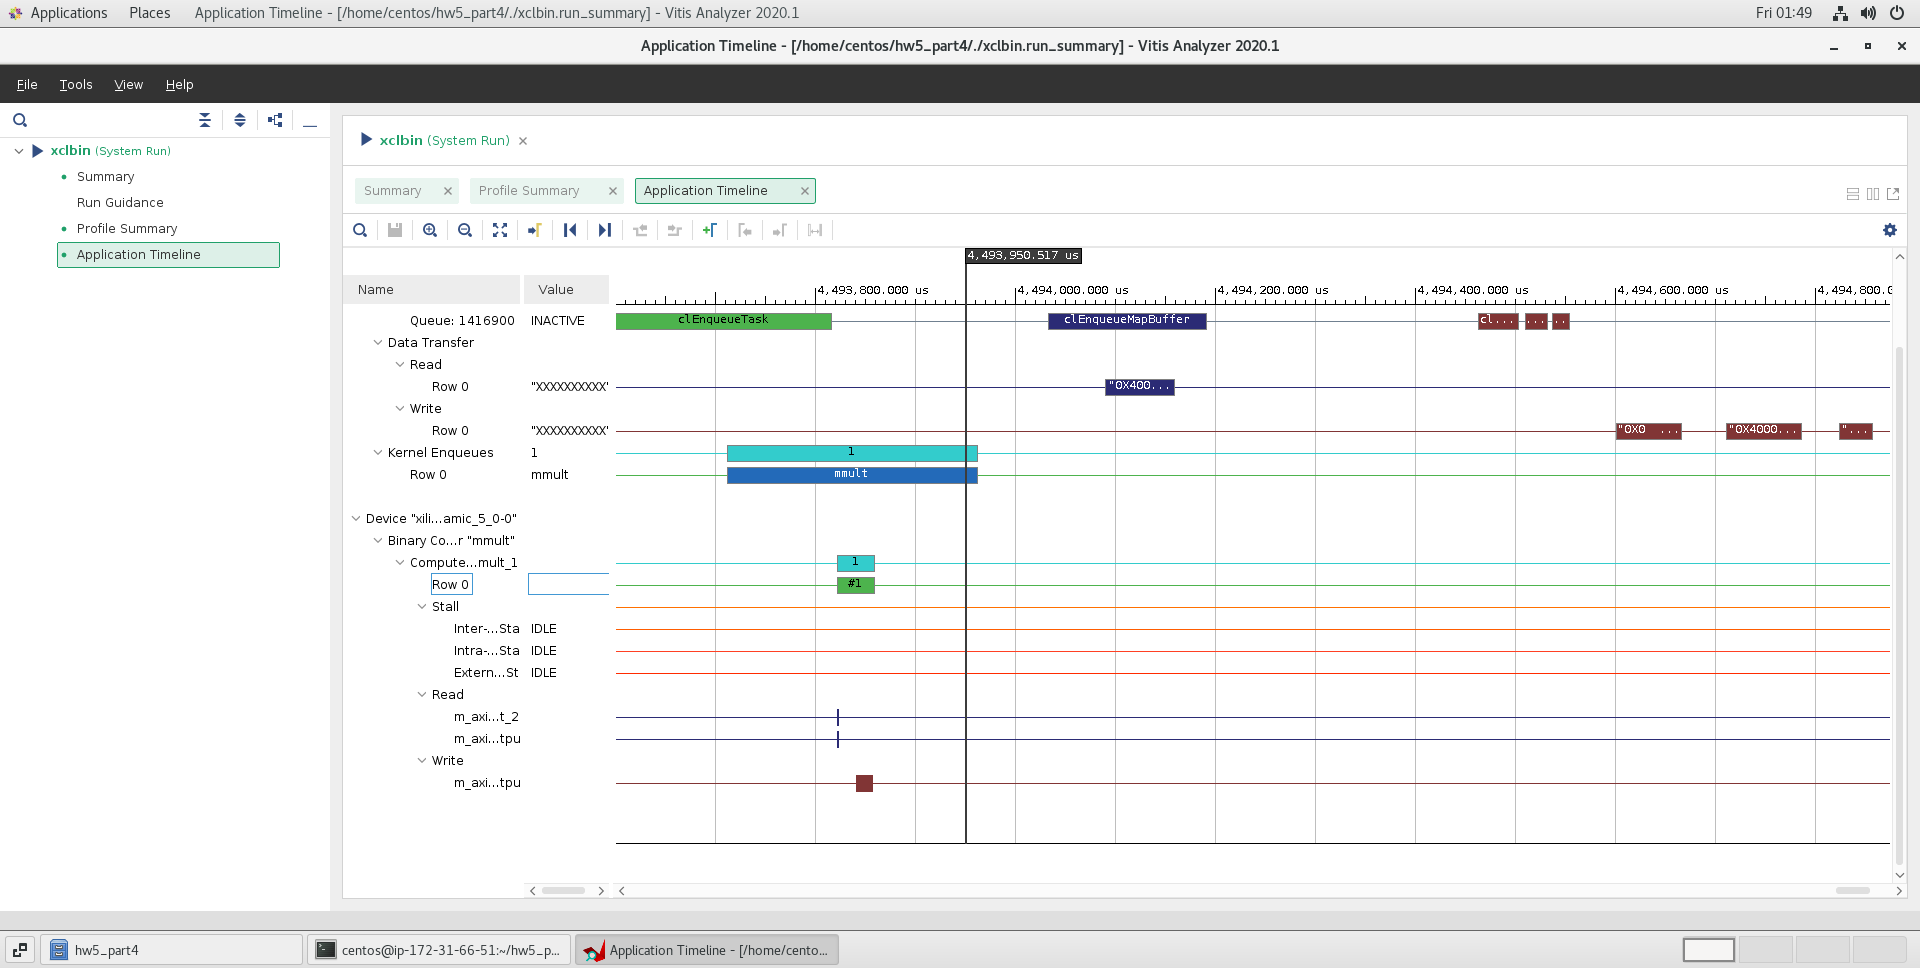 Applications Places Application Timeline - [/home/centos/hw5_part4/./xclbin.run_summary] - Vitis Analyzer 2020.1 Fri 01:49
Application Timeline - [/home/centos/hw5_part4/./xclbin.run_summary] - Vitis Analyzer 2020.1
File Tools View Help
xclbin (System Run)
Summary
Run Guidance
Profile Summary
Application Timeline
xclbin (System Run)
Summary Profile Summary Application Timeline
4,493,950.517 us
Name Value
4,493,800.000 us 4,494,000.000 us 4,494,200.000 us 4,494,400.000 us 4,494,600.000 us 4,494,800.0
Queue: 1416900 INACTIVE clEnqueueTask clEnqueueMapBuffer cl... ... ..
Data Transfer
Read
Row 0 "XXXXXXXXXX" "0X400...
Write
Row 0 "XXXXXXXXXX" "0X0 ... "0X4000... "...
Kernel Enqueues 1 1
Row 0 mmult mmult
Device "xili...amic_5_0-0"
Binary Co...r "mmult"
Compute...mult_1 1
Row 0 #1
Stall
Inter-...Sta IDLE
Intra-...Sta IDLE
Extern...St IDLE
Read
m_axi...t_2
m_axi...tpu
Write
m_axi...tpu
hw5_part4 centos@ip-172-31-66-51:~/hw5_p... Application Timeline - [/home/cento...